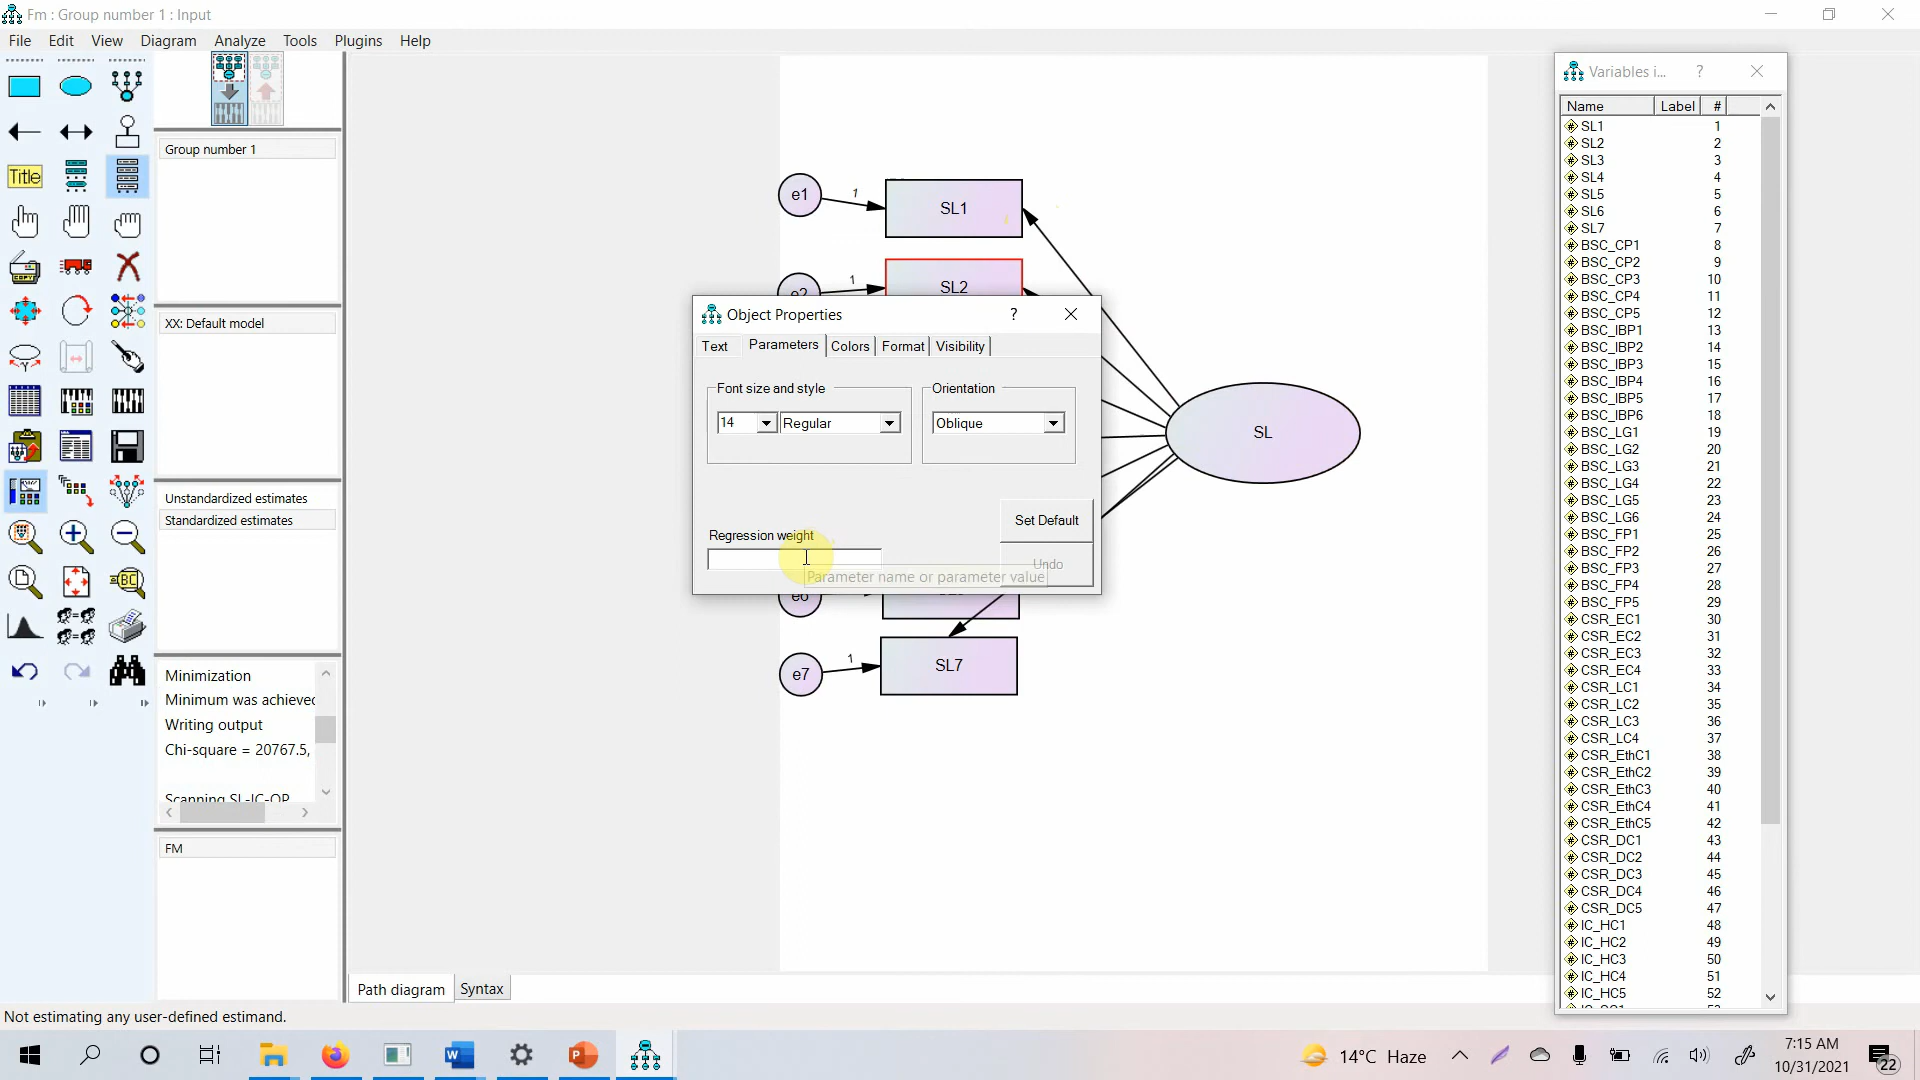 Fm : Group number 1 : Input
File Edit View Diagram Analyze Tools Plugins Help
Title
COPY
ABC
Group number 1
XX: Default model
Unstandardized estimates
Standardized estimates
Minimization
Minimum was achieved
Writing output
Chi-square = 20767.5,
Scanning SL-IC-OP
FM
e1 1 SL1
e2 1 SL2
SL
e6
e7 1 SL7
Object Properties ?
Text Parameters Colors Format Visibility
Font size and style Orientation
14 Regular Oblique
Set Default
Regression weight
Undo
Parameter name or parameter value
Variables i... ?
Name Label #
SL1 1
SL2 2
SL3 3
SL4 4
SL5 5
SL6 6
SL7 7
BSC_CP1 8
BSC_CP2 9
BSC_CP3 10
BSC_CP4 11
BSC_CP5 12
BSC_IBP1 13
BSC_IBP2 14
BSC_IBP3 15
BSC_IBP4 16
BSC_IBP5 17
BSC_IBP6 18
BSC_LG1 19
BSC_LG2 20
BSC_LG3 21
BSC_LG4 22
BSC_LG5 23
BSC_LG6 24
BSC_FP1 25
BSC_FP2 26
BSC_FP3 27
BSC_FP4 28
BSC_FP5 29
CSR_EC1 30
CSR_EC2 31
CSR_EC3 32
CSR_EC4 33
CSR_LC1 34
CSR_LC2 35
CSR_LC3 36
CSR_LC4 37
CSR_EthC1 38
CSR_EthC2 39
CSR_EthC3 40
CSR_EthC4 41
CSR_EthC5 42
CSR_DC1 43
CSR_DC2 44
CSR_DC3 45
CSR_DC4 46
CSR_DC5 47
IC_HC1 48
IC_HC2 49
IC_HC3 50
IC_HC4 51
IC_HC5 52
Path diagram Syntax
Not estimating any user-defined estimand.
14°C Haze
7:15 AM
10/31/2021
22